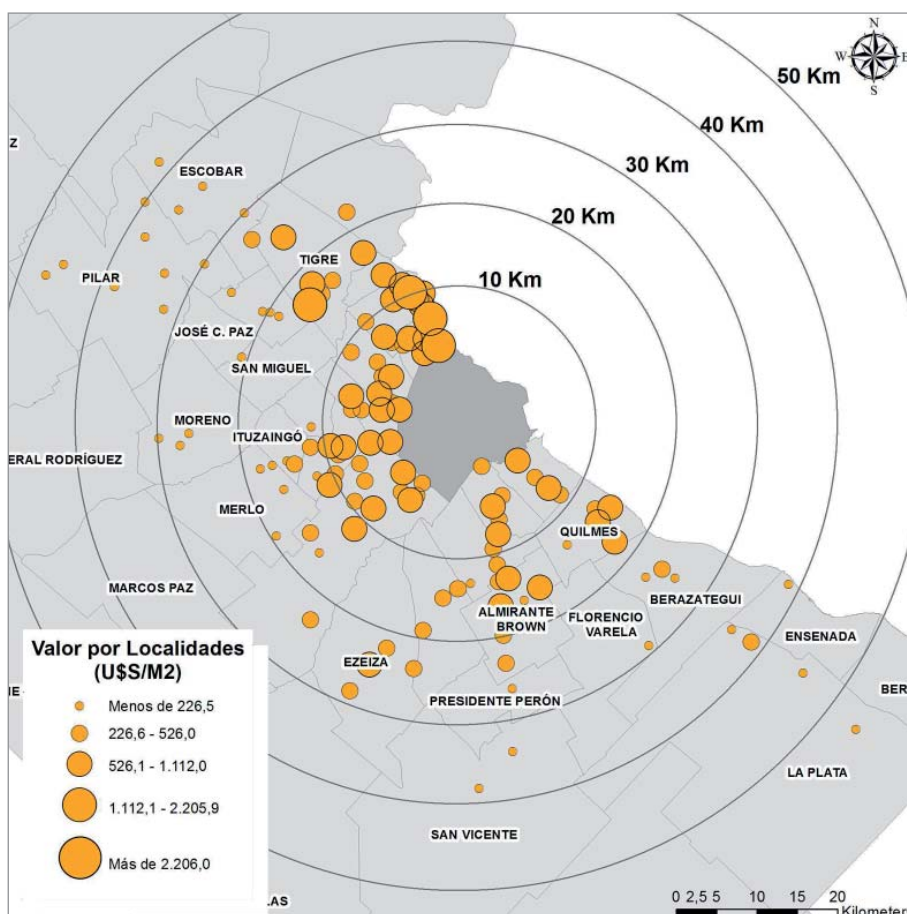 N
W E
S
50 Km
40 Km
30 Km
20 Km
10 Km
Z
ESCOBAR
TIGRE
PILAR
JOSÉ C. PAZ
SAN MIGUEL
MORENO
ITUZAINGÓ
ERAL RODRÍGUEZ
MERLO
QUILMES
MARCOS PAZ
BERAZATEGUI
ALMIRANTE
BROWN
FLORENCIO
VARELA
ENSENADA
EZEIZA
PRESIDENTE PERÓN
BER
LA PLATA
SAN VICENTE
LAS
Valor por Localidades
(U$S/M2)
Menos de 226,5
226,6 - 526,0
526,1 - 1.112,0
1.112,1 - 2.205,9
Más de 2.206,0
0 2,5 5 10 15 20
Kilometer